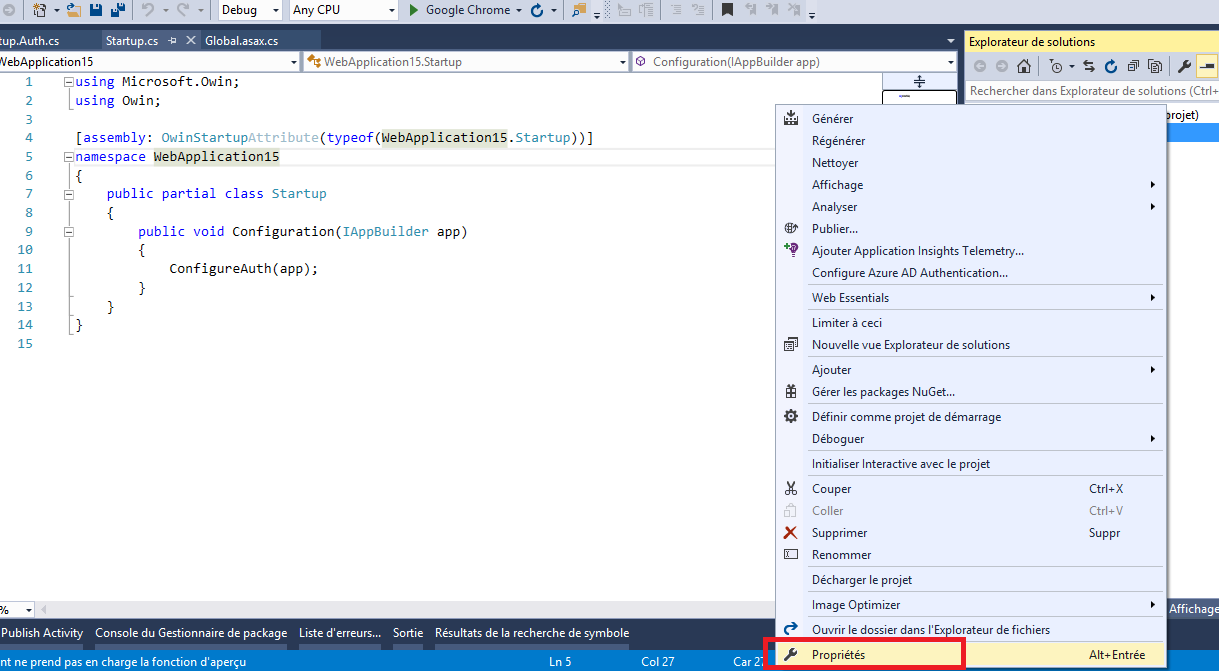 Debug Any CPU Google Chrome
tup.Auth.cs Startup.cs Global.asax.cs
WebApplication15 WebApplication15.Startup Configuration(IAppBuilder app)
1 using Microsoft.Owin;
2 using Owin;
3
4 [assembly: OwinStartupAttribute(typeof(WebApplication15.Startup))]
5 namespace WebApplication15
6 {
7 public partial class Startup
8 {
9 public void Configuration(IAppBuilder app)
10 {
11 ConfigureAuth(app);
12 }
13 }
14 }
15
Explorateur de solutions
Rechercher dans Explorateur de solutions (Ctrl+
projet)
Générer
Régénérer
Nettoyer
Affichage
Analyser
Publier...
Ajouter Application Insights Telemetry...
Configure Azure AD Authentication...
Web Essentials
Limiter à ceci
Nouvelle vue Explorateur de solutions
Ajouter
Gérer les packages NuGet...
Définir comme projet de démarrage
Déboguer
Initialiser Interactive avec le projet
Couper Ctrl+X
Coller Ctrl+V
Supprimer Suppr
Renommer
Décharger le projet
Image Optimizer
Ouvrir le dossier dans l'Explorateur de fichiers
Propriétés Alt+Entrée
Affichage
%
Publish Activity Console du Gestionnaire de package Liste d'erreurs... Sortie Résultats de la recherche de symbole
nt ne prend pas en charge la fonction d'aperçu Ln 5 Col 27 Car 27